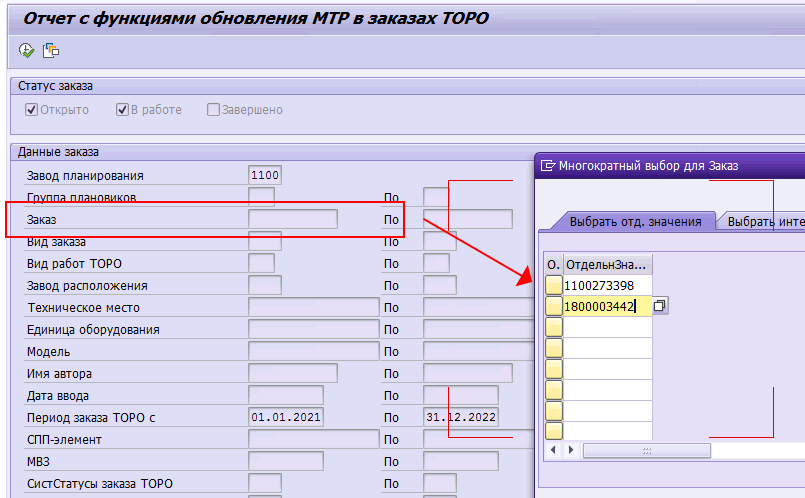 Отчет с функциями обновления МТР в заказах ТОРО
Статус заказа
Открыто В работе Завершено
Данные заказа
Завод планирования 1100
Группа плановиков По
Заказ По
Вид заказа По
Вид работ ТОРО По
Завод расположения По
Техническое место По
Единица оборудования По
Модель По
Имя автора По
Дата ввода По
Период заказа ТОРО с 01.01.2021 По 31.12.2022
СПП-элемент По
МВЗ По
СистСтатусы заказа ТОРО По
Многократный выбор для Заказ
Выбрать отд. значения Выбрать инте
О. ОтдельнЗна...
1100273398
1800003442